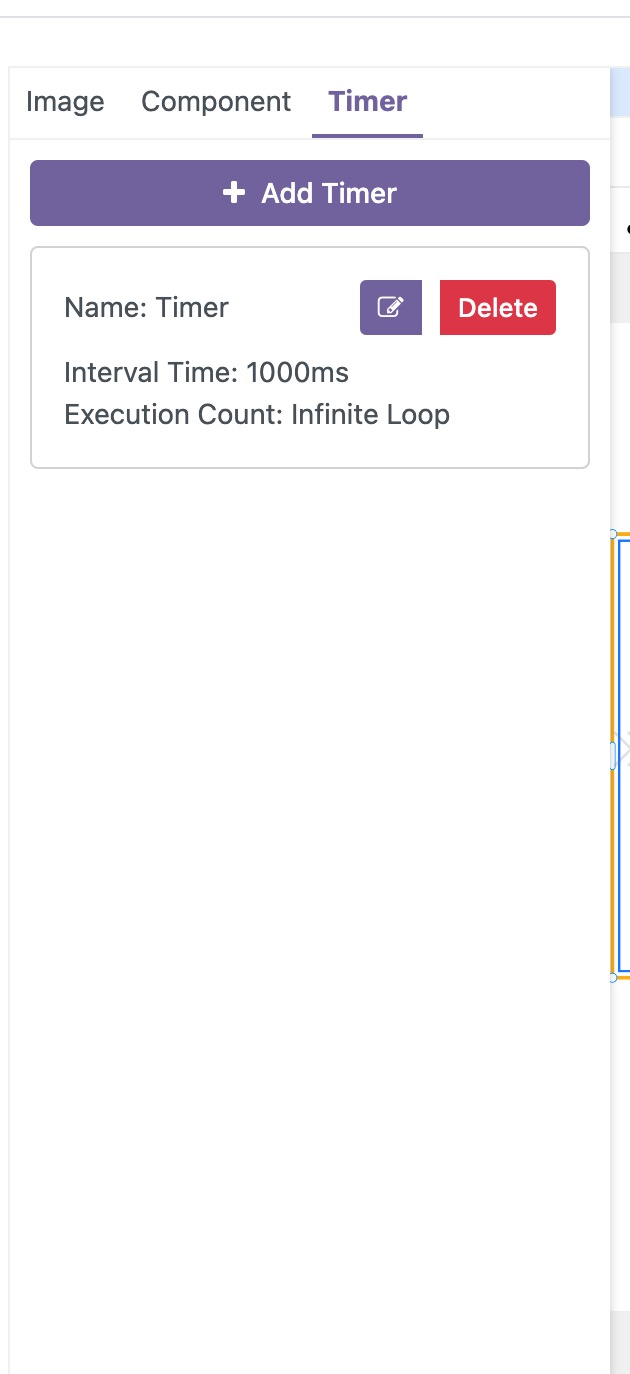 Image Component Timer
Add Timer
Name: Timer Delete
Interval Time: 1000ms
Execution Count: Infinite Loop